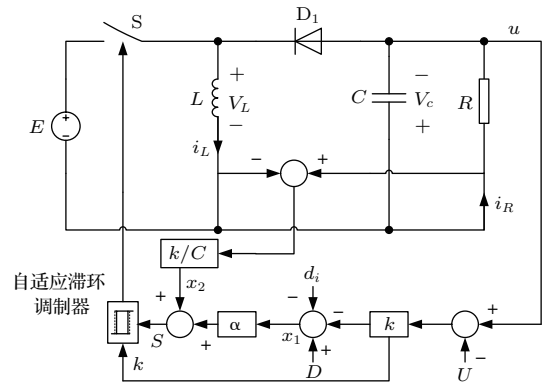 S
D₁
u
E
+
−
L
+
V_L
−
i_L
C
−
V_c
+
R
−
+
i_R
k/C
自适应滞环
调制器
x₂
d_i
+
−
−
+
S
+
α
x₁
k
+
−
k
D
U